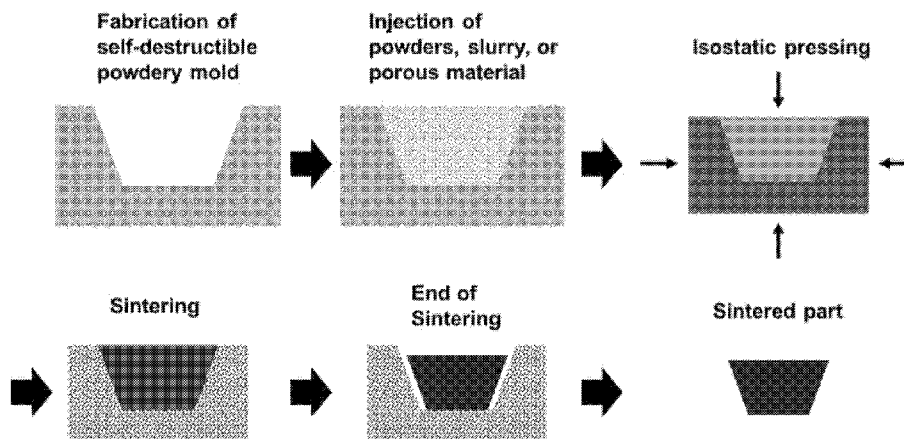 Fabrication of
self-destructible
powdery mold
Injection of
powders, slurry, or
porous material
Isostatic pressing
Sintering
End of
Sintering
Sintered part